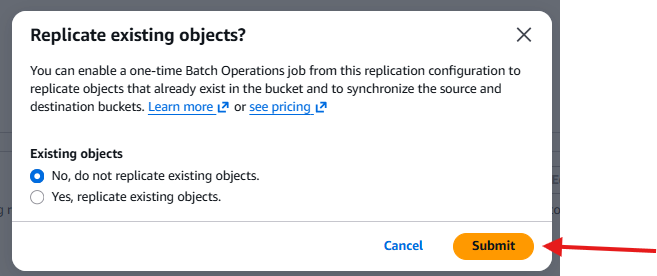 Replicate existing objects?
You can enable a one-time Batch Operations job from this replication configuration to
replicate objects that already exist in the bucket and to synchronize the source and
destination buckets. Learn more or see pricing
Existing objects
No, do not replicate existing objects.
Yes, replicate existing objects.
Cancel Submit